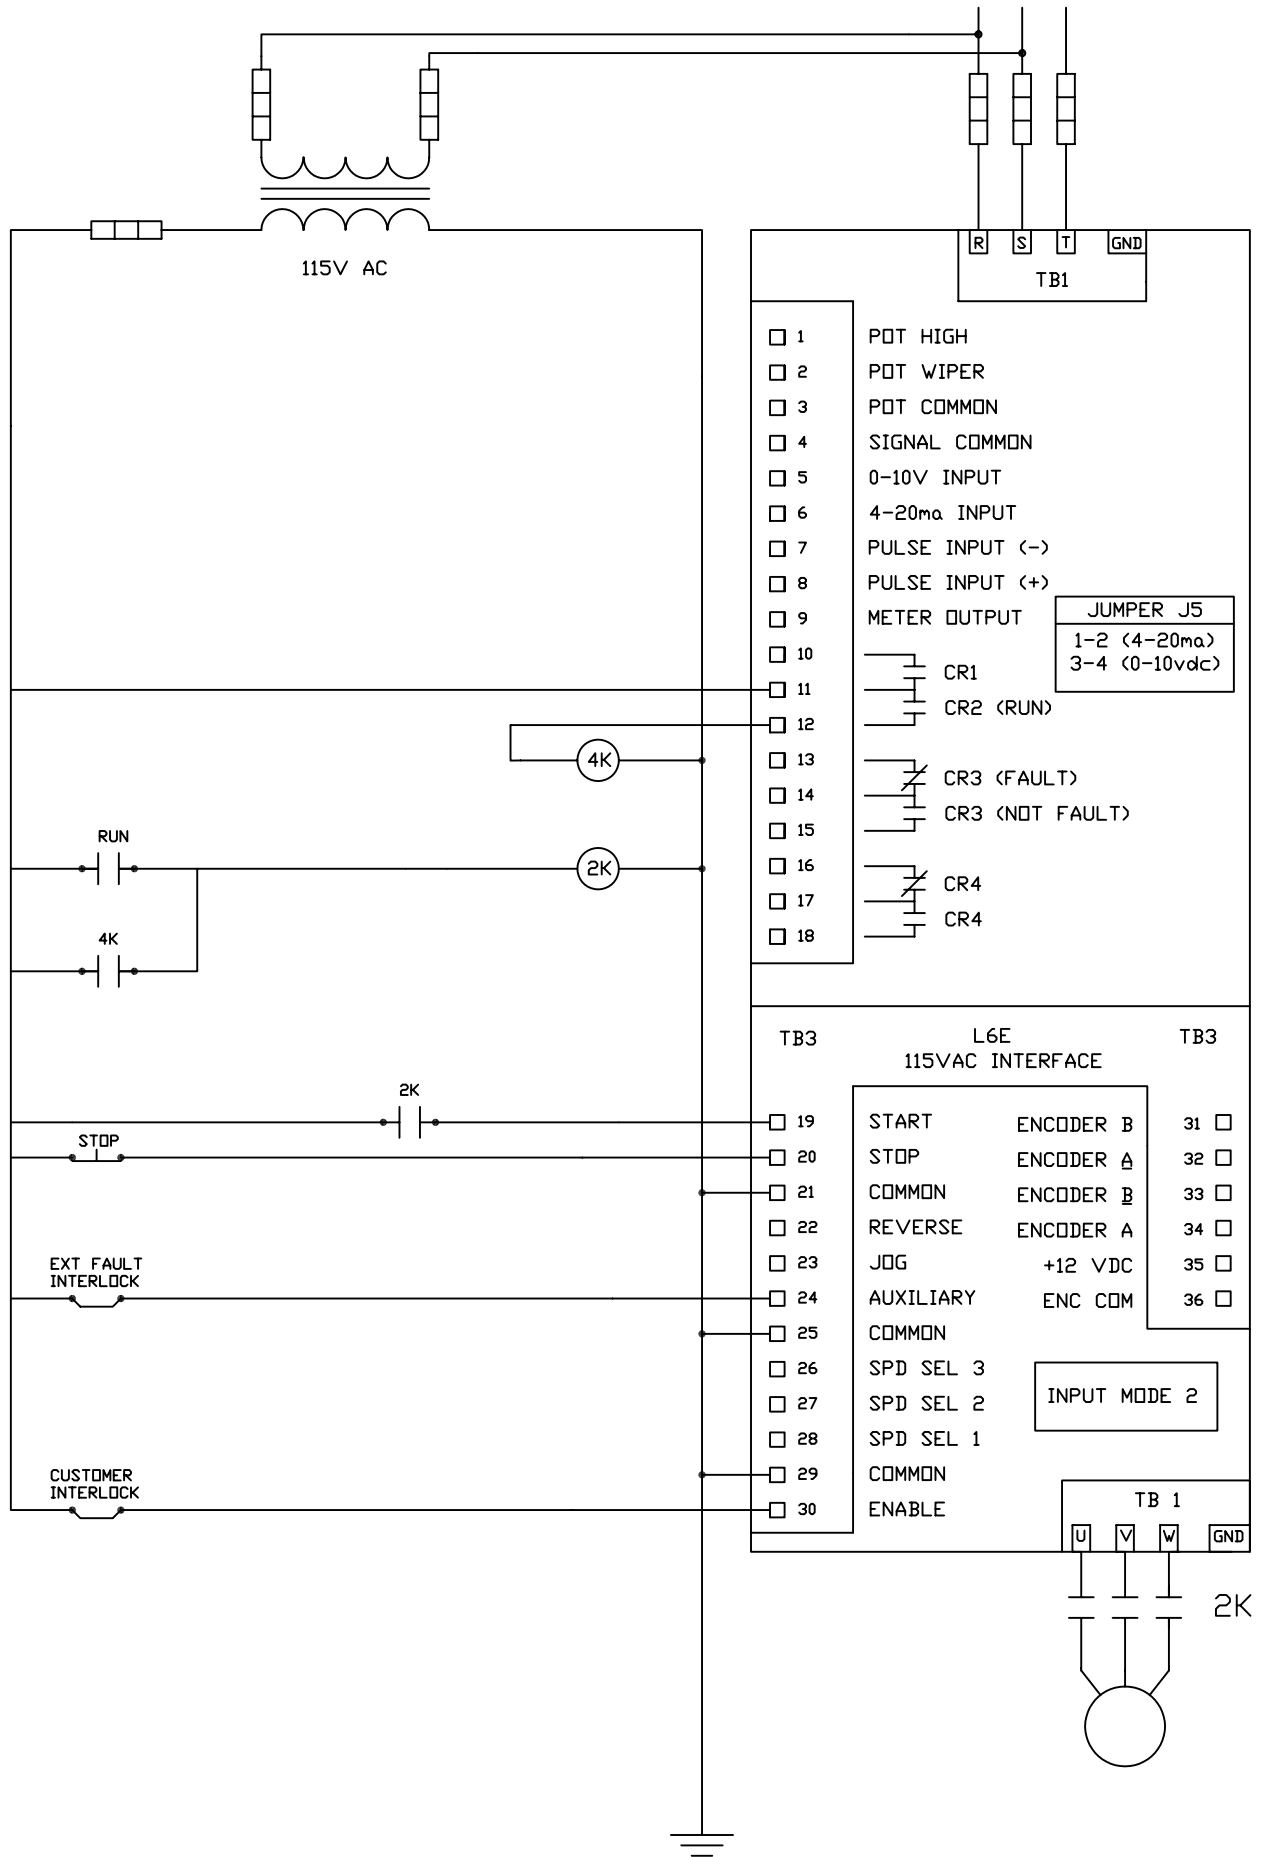 R S T GND
TB1
115V AC
1 POT HIGH
2 POT WIPER
3 POT COMMON
4 SIGNAL COMMON
5 0-10V INPUT
6 4-20ma INPUT
7 PULSE INPUT (-)
8 PULSE INPUT (+)
9 METER OUTPUT
JUMPER J5
1-2 (4-20ma)
3-4 (0-10vdc)
10
CR1
11
CR2 (RUN)
12
4K
13
CR3 (FAULT)
14
CR3 (NOT FAULT)
15
RUN
2K
16
CR4
17
CR4
18
4K
TB3 L6E TB3
115VAC INTERFACE
2K
19 START ENCODER B 31
STOP
20 STOP ENCODER A 32
21 COMMON ENCODER B 33
22 REVERSE ENCODER A 34
23 JOG +12 VDC 35
EXT FAULT
INTERLOCK
24 AUXILIARY ENC COM 36
25 COMMON
26 SPD SEL 3
27 SPD SEL 2
INPUT MODE 2
28 SPD SEL 1
29 COMMON
CUSTOMER
INTERLOCK
30 ENABLE
TB 1
U V W GND
2K